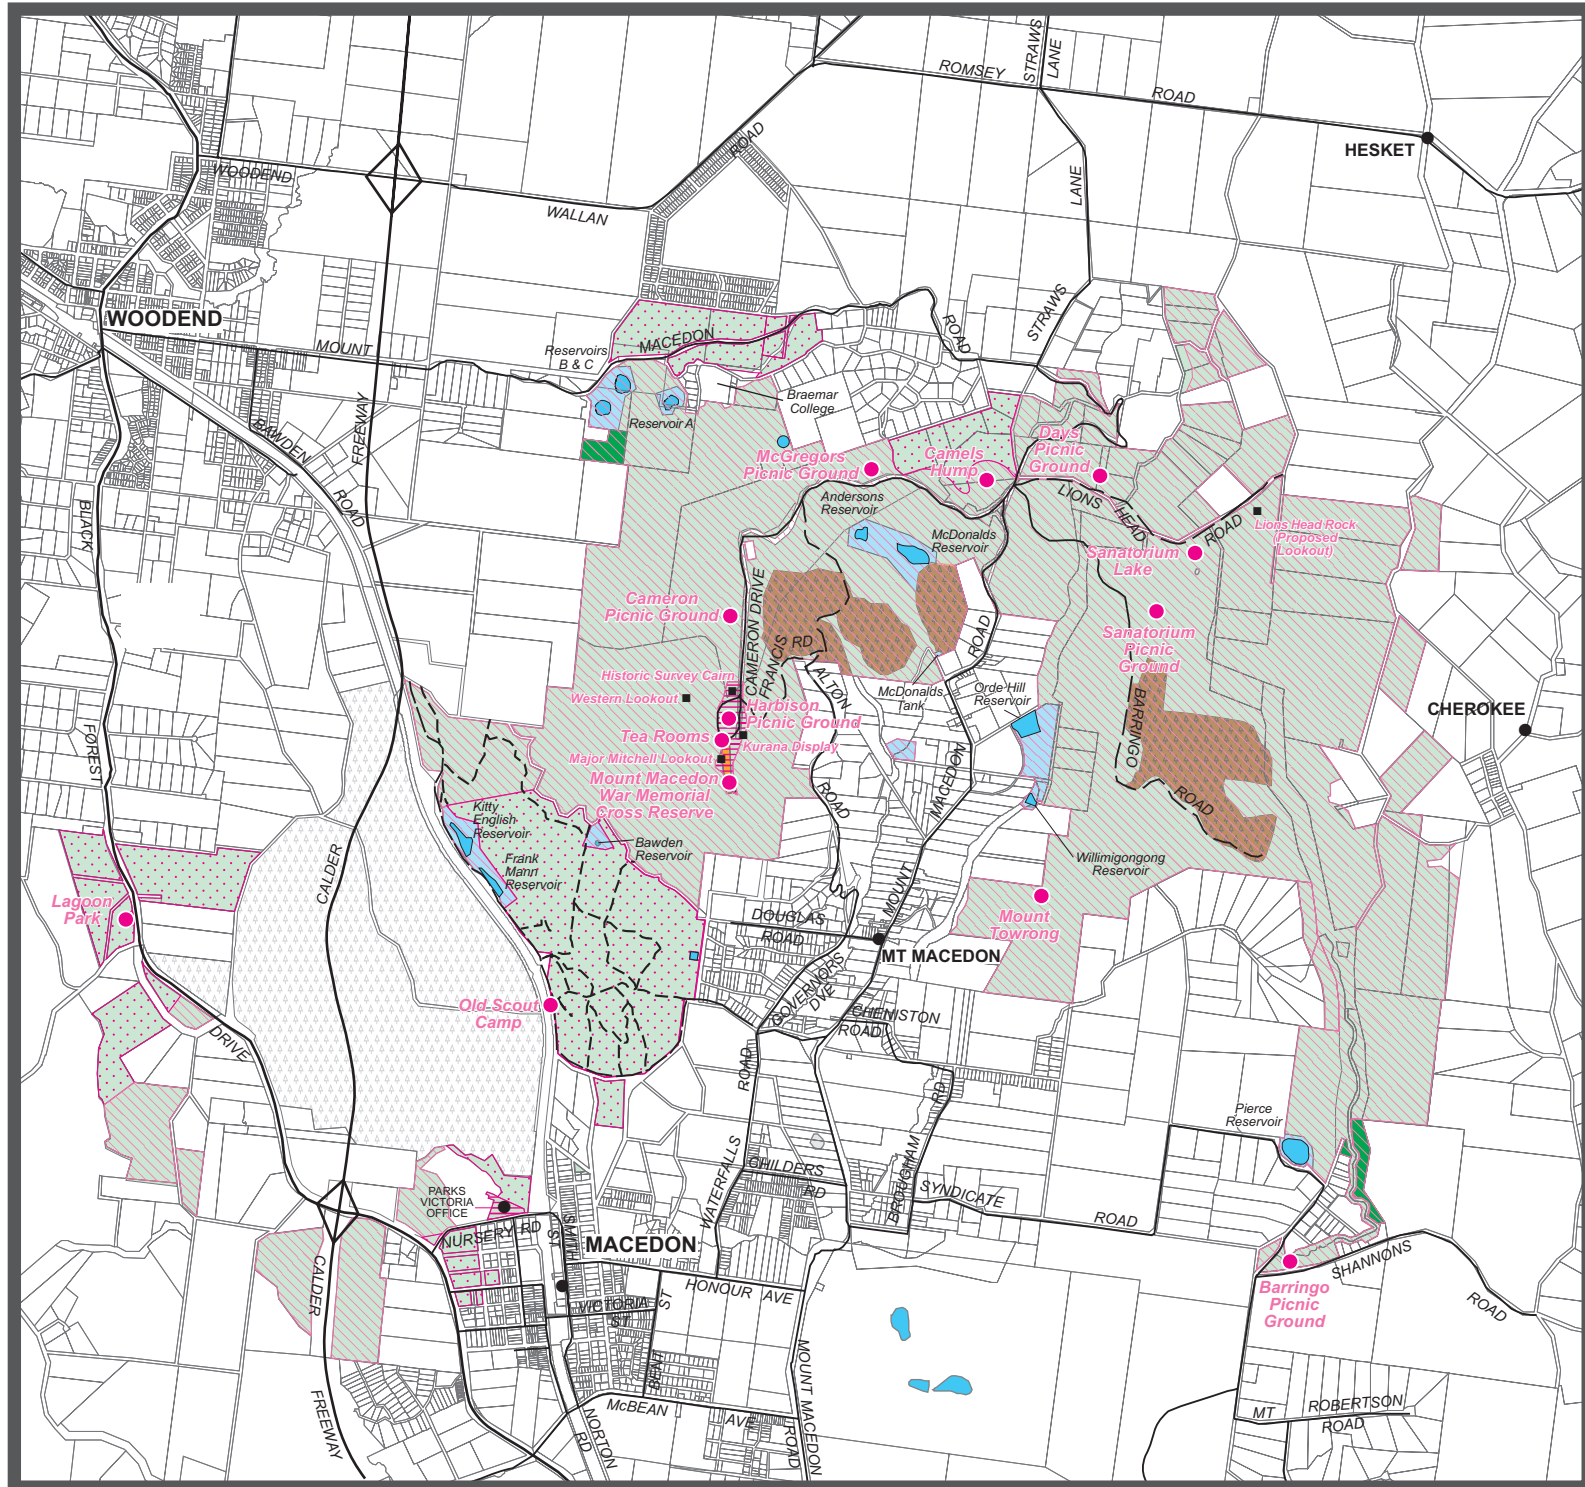 STRAWS
LANE
ROMSEY
ROAD
HESKET
ROAD
WOODEND
WALLAN
LANE
WOODEND
MOUNT
MACEDON
ROAD
STRAWS
Reservoirs
B & C
Braemar
College
Reservoir A
FREEWAY
BAWDEN
ROAD
McGregors
Picnic Ground
Camels
Hump
Days
Picnic
Ground
LIONS
HEAD
ROAD
Lions Head Rock
(Proposed
Lookout)
Andersons
Reservoir
McDonalds
Reservoir
Sanatorium
Lake
BLACK
FOREST
DRIVE
Cameron
Picnic Ground
CAMERON DRIVE
FRANCIS
RD
ALTON
ROAD
ROAD
Sanatorium
Picnic
Ground
Historic Survey Cairn
Western Lookout
Harbison
Picnic Ground
Tea Rooms
Kurana Display
Major Mitchell Lookout
Mount Macedon
War Memorial
Cross Reserve
McDonalds
Tank
Orde Hill
Reservoir
BARRINGO
ROAD
CHEROKEE
MACEDON
MOUNT
Kitty
English
Reservoir
Frank
Mann
Reservoir
Bawden
Reservoir
Willimigongong
Reservoir
CALDER
Lagoon
Park
Mount
Towrong
DOUGLAS
ROAD
MT MACEDON
GOVERNORS
DVE
CHENISTON
ROAD
Old Scout
Camp
ROAD
WATERFALLS
RD
BROUGHAM
Pierce
Reservoir
CHILDERS
RD
SYNDICATE
ROAD
PARKS
VICTORIA
OFFICE
NURSERY RD
SMITH
ST
MACEDON
HONOUR AVE
VICTORIA
ST
BENT
ST
CALDER
FREEWAY
McBEAN
AVE
NORTON
RD
MOUNT MACEDON
ROAD
SHANNONS
ROAD
Barringo
Picnic
Ground
MT
ROBERTSON
ROAD